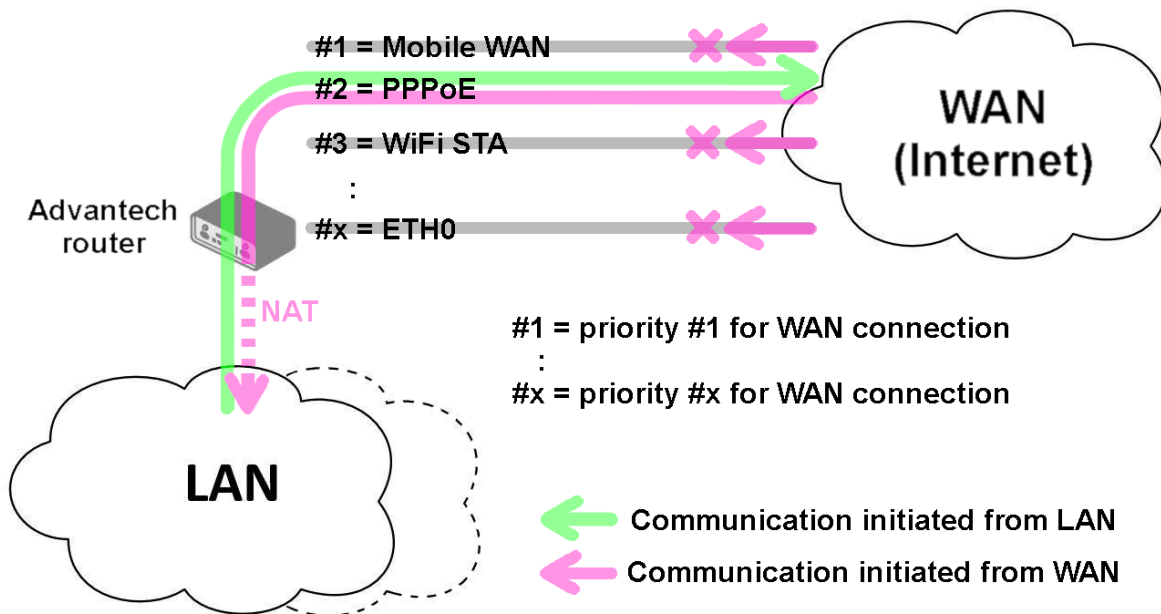 #1 = Mobile WAN
#2 = PPPoE
#3 = WiFi STA
:
#x = ETH0
WAN
(Internet)
Advantech
router
NAT
#1 = priority #1 for WAN connection
:
#x = priority #x for WAN connection
LAN
Communication initiated from LAN
Communication initiated from WAN